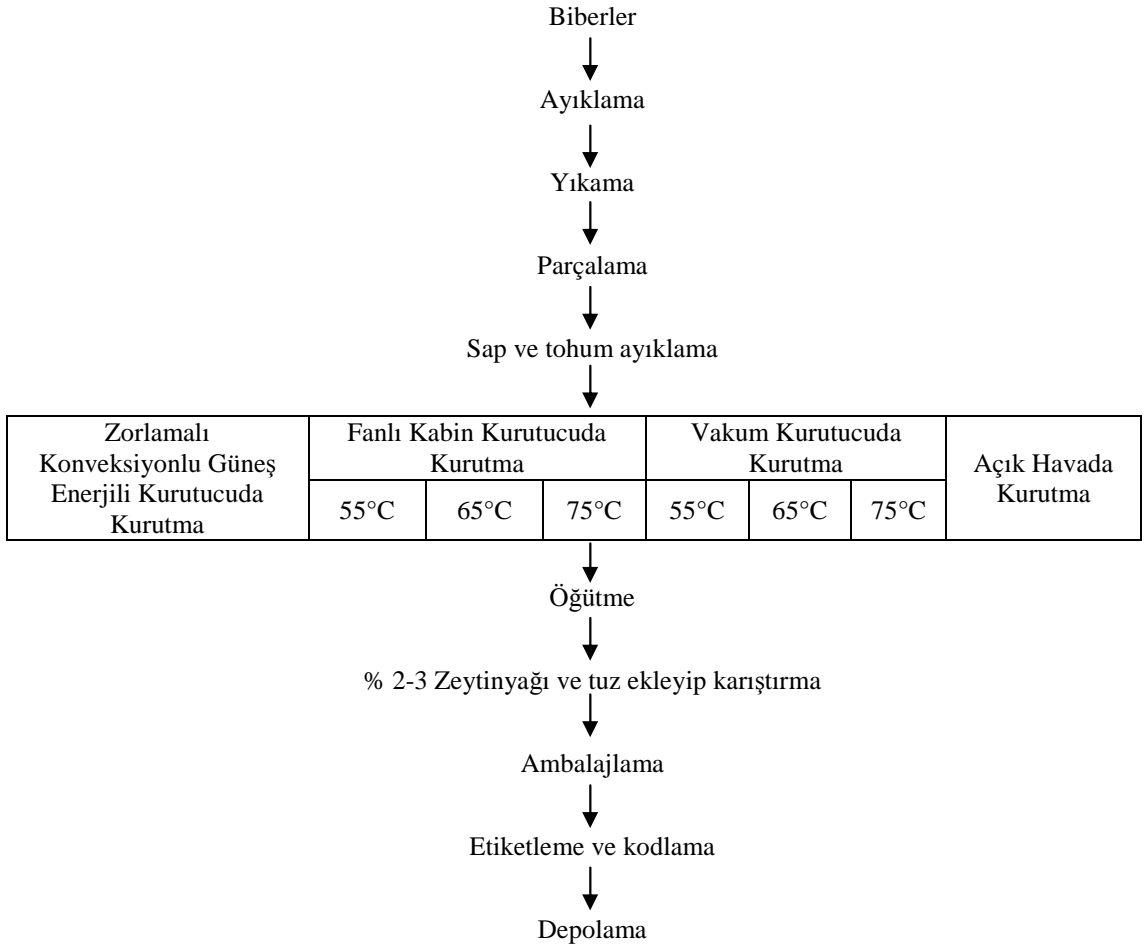 Biberler
Ayıklama
Yıkama
Parçalama
Sap ve tohum ayıklama
Zorlamalı
Konveksiyonlu Güneş
Enerjili Kurutucuda
Kurutma
Fanlı Kabin Kurutucuda
Kurutma
55°C
65°C
75°C
Vakum Kurutucuda
Kurutma
55°C
65°C
75°C
Açık Havada
Kurutma
Öğütme
% 2-3 Zeytinyağı ve tuz ekleyip karıştırma
Ambalajlama
Etiketleme ve kodlama
Depolama